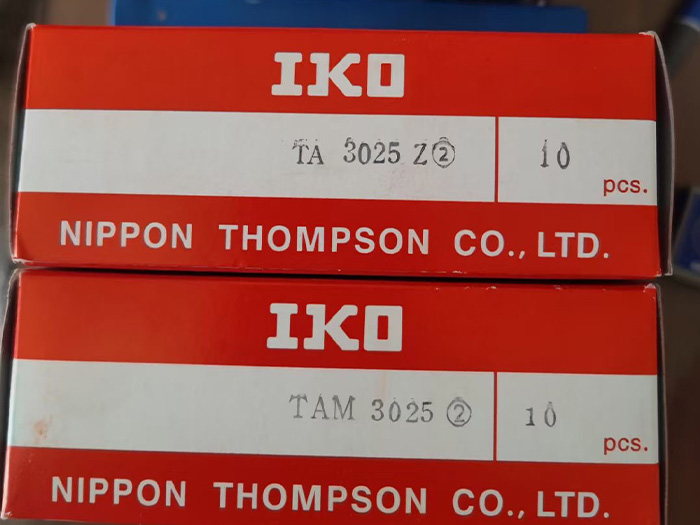 IKO
TA 3025 Z② 10
pcs.
NIPPON THOMPSON CO., LTD.
IKO
TAM 3025 ② 10
pcs.
NIPPON THOMPSON CO., LTD.